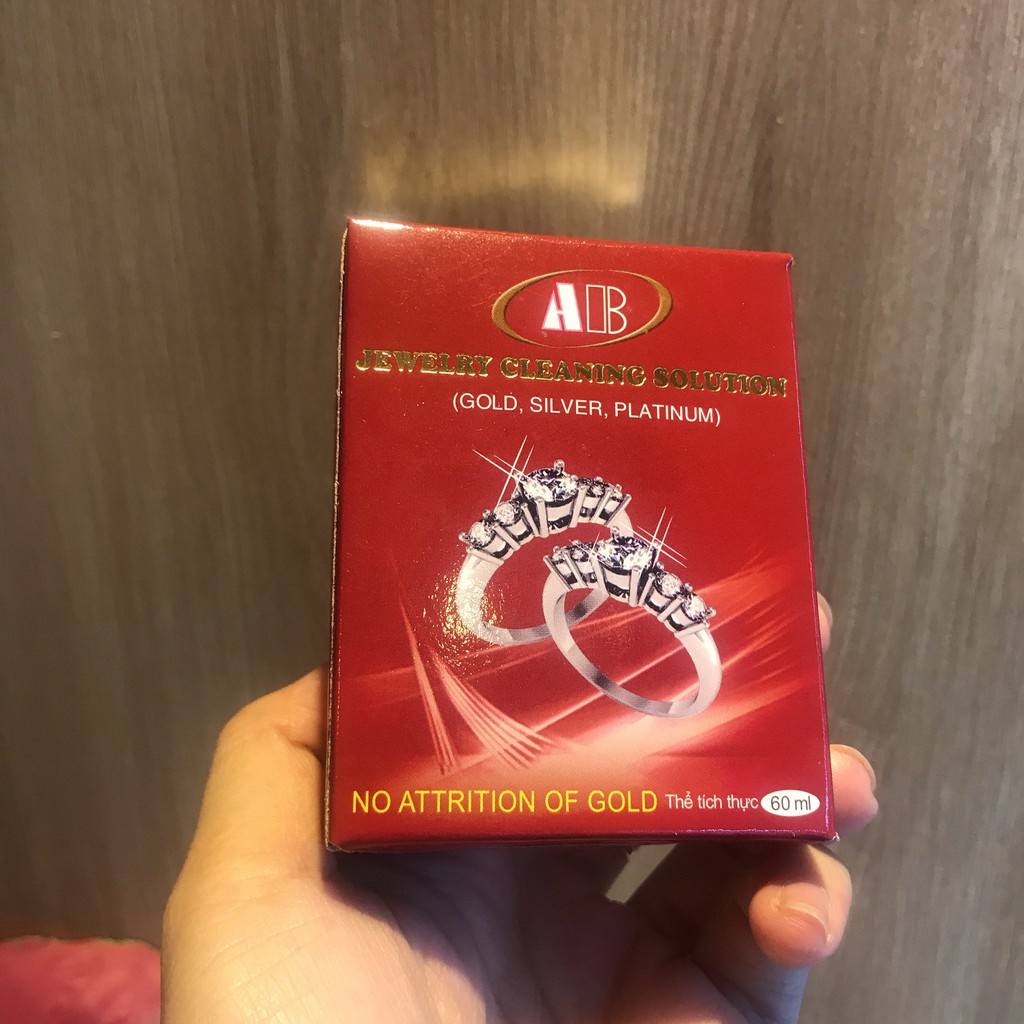 AB
JEWELRY CLEANING SOLUTION
(GOLD, SILVER, PLATINUM)
NO ATTRITION OF GOLD Thể tích thực 60 ml